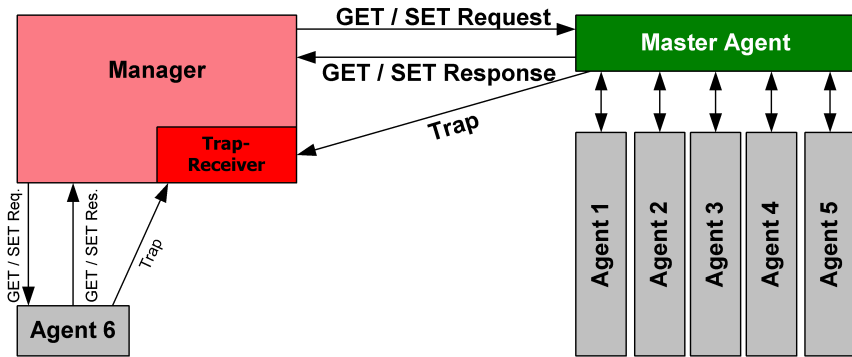 GET / SET Request
Master Agent
Manager
GET / SET Response
Trap
Trap-
Receiver
GET / SET Req.
GET / SET Res.
Trap
Agent 1
Agent 2
Agent 3
Agent 4
Agent 5
Agent 6